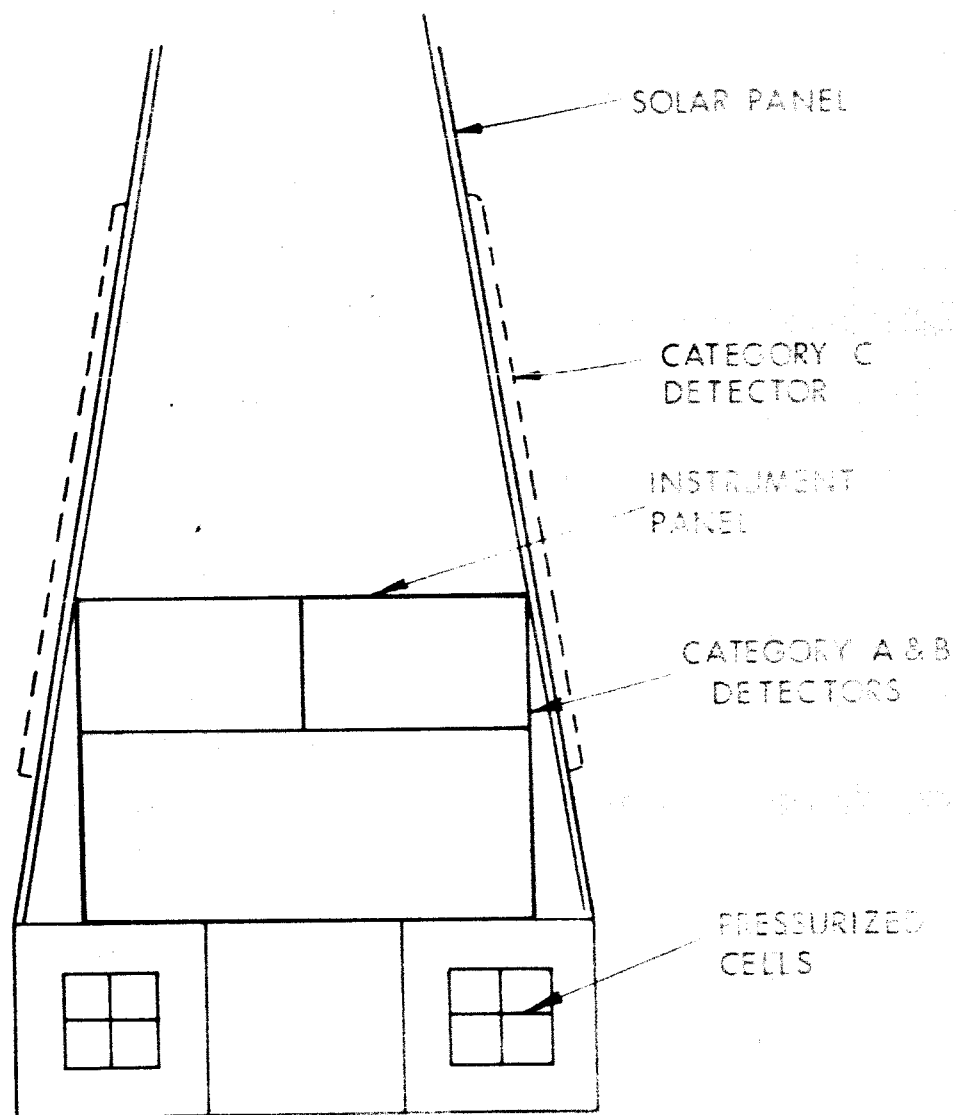 SOLAR PANEL
CATEGORY C
DETECTOR
INSTRUMENT
PANEL
CATEGORY A & B
DETECTORS
PRESSURIZED
CELLS